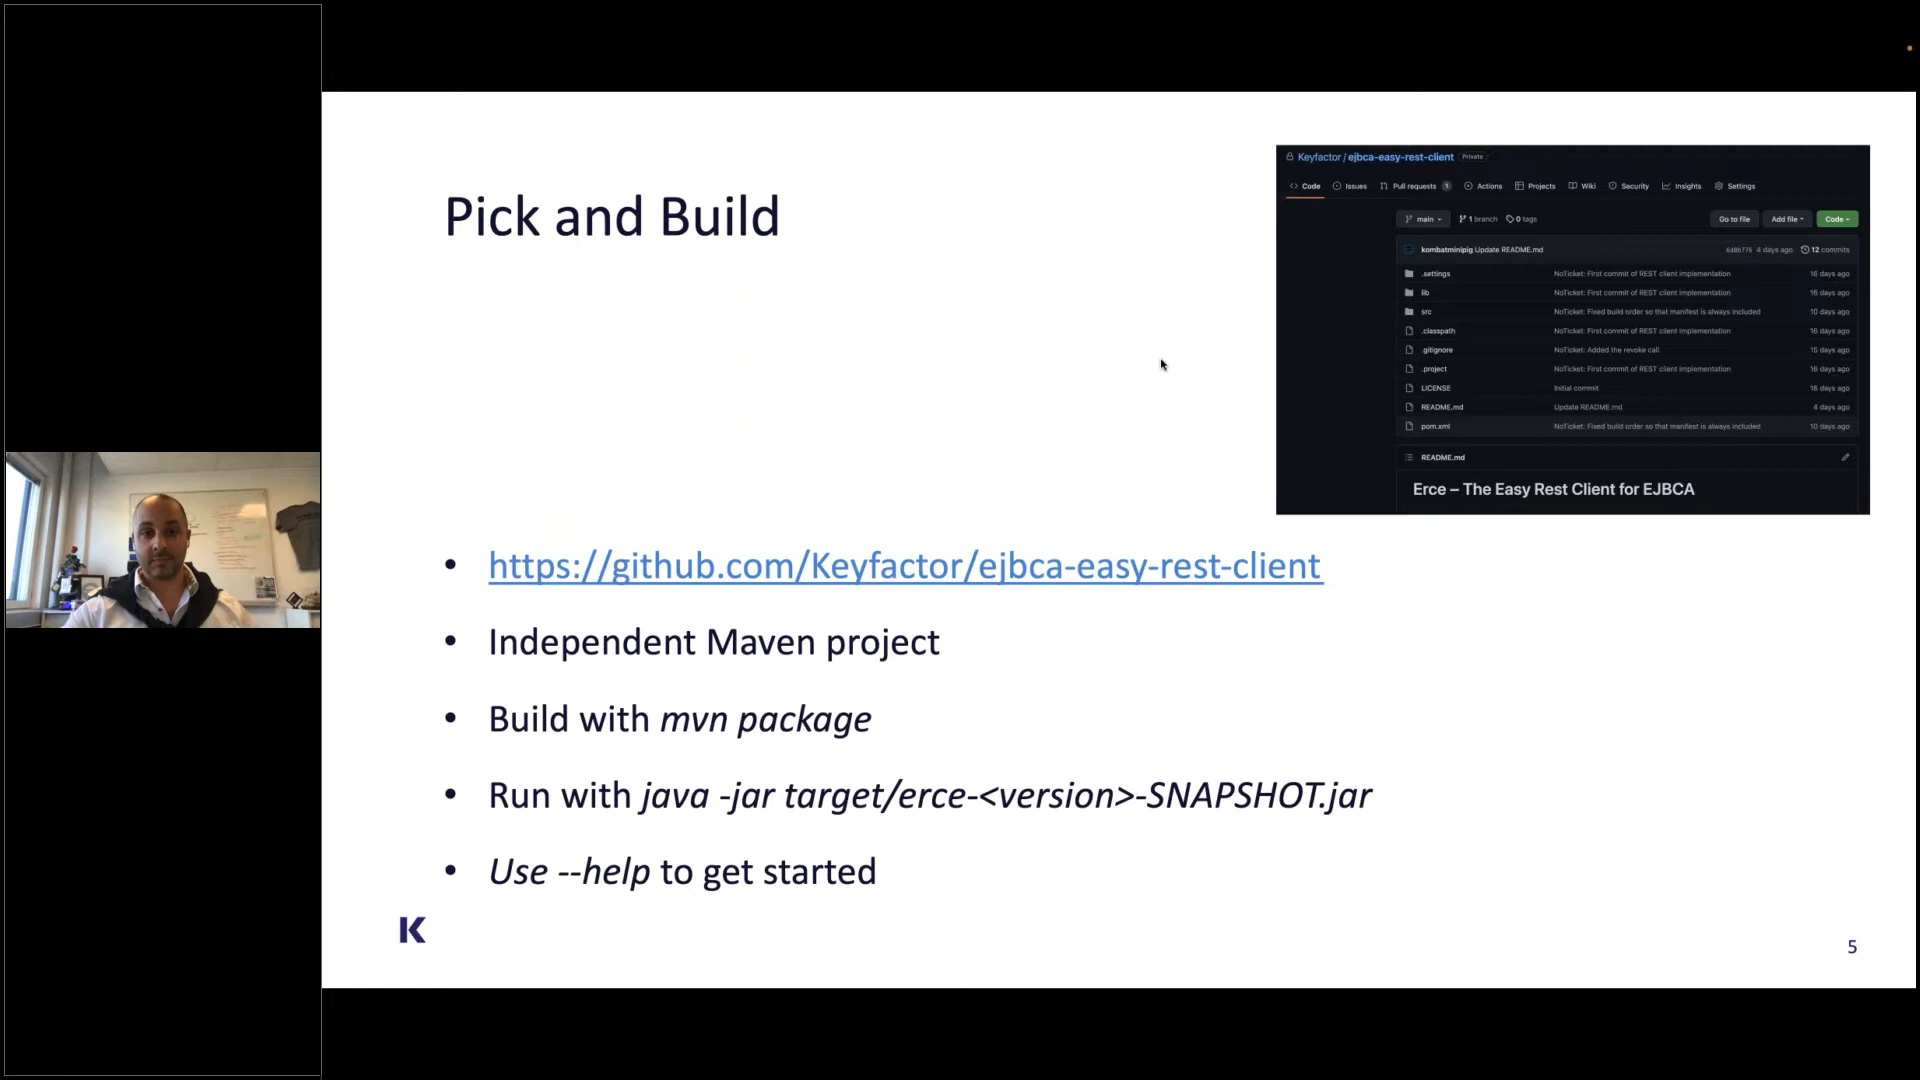 Pick and Build
Keyfactor / ejbca-easy-rest-client Private
Code Issues Pull requests 1 Actions Projects Wiki Security Insights Settings
main 1 branch 0 tags Go to file Add file Code
kombatminipig Update README.md 4 days ago 12 commits
.settings NoTicket: First commit of REST client implementation 16 days ago
lib NoTicket: First commit of REST client implementation 16 days ago
src NoTicket: Fixed build order so that manifest is always included 10 days ago
.classpath NoTicket: First commit of REST client implementation 16 days ago
.gitignore NoTicket: Added the revoke call 15 days ago
.project NoTicket: First commit of REST client implementation 16 days ago
LICENSE Initial commit 16 days ago
README.md Update README.md 4 days ago
pom.xml NoTicket: Fixed build order so that manifest is always included 10 days ago
README.md
Erce – The Easy Rest Client for EJBCA
• https://github.com/Keyfactor/ejbca-easy-rest-client
• Independent Maven project
• Build with mvn package
• Run with java -jar target/erce-<version>-SNAPSHOT.jar
• Use --help to get started
K
5